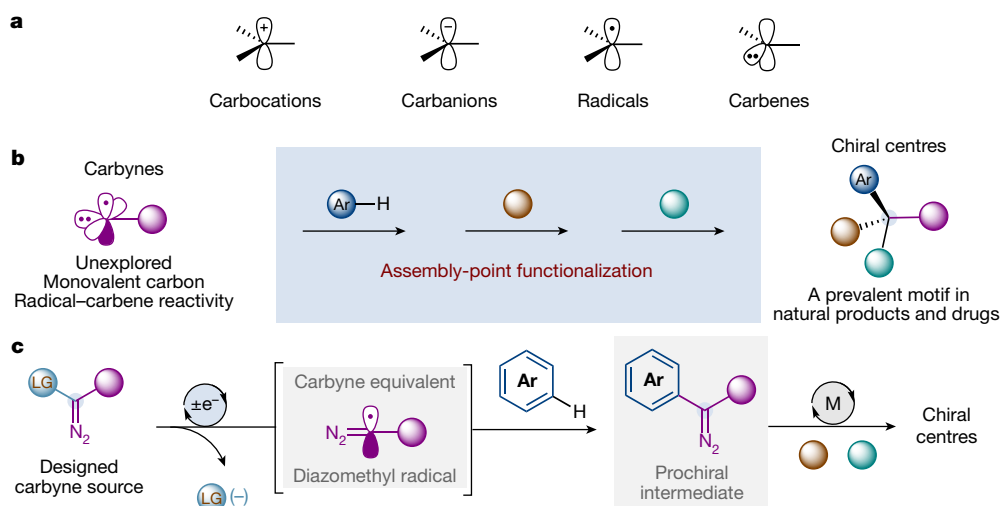 a
+
−
Carbocations
Carbanions
Radicals
Carbenes
b
Carbynes
Unexplored
Monovalent carbon
Radical–carbene reactivity
Ar
H
Assembly-point functionalization
Chiral centres
Ar
A prevalent motif in
natural products and drugs
c
LG
N₂
Designed
carbyne source
±e⁻
LG (−)
Carbyne equivalent
N₂
Diazomethyl radical
Ar
H
Ar
N₂
Prochiral
intermediate
M
Chiral
centres